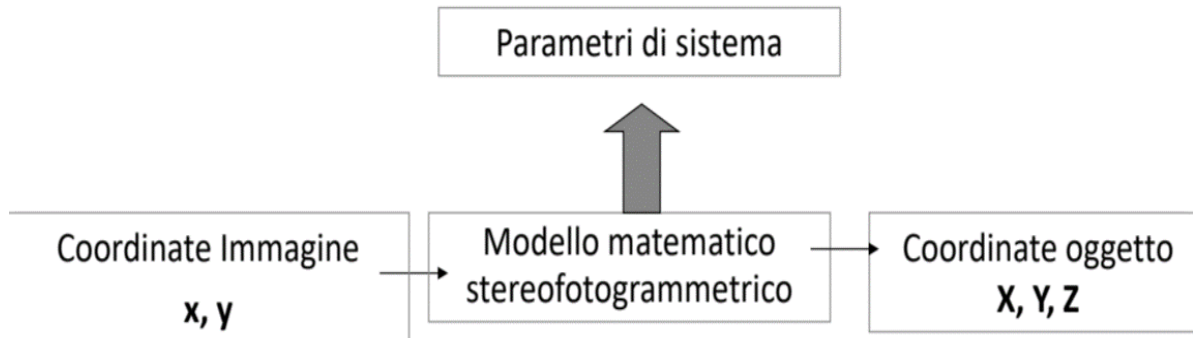 Parametri di sistema
Coordinate Immagine
x, y
Modello matematico
stereofotogrammetrico
Coordinate oggetto
X, Y, Z